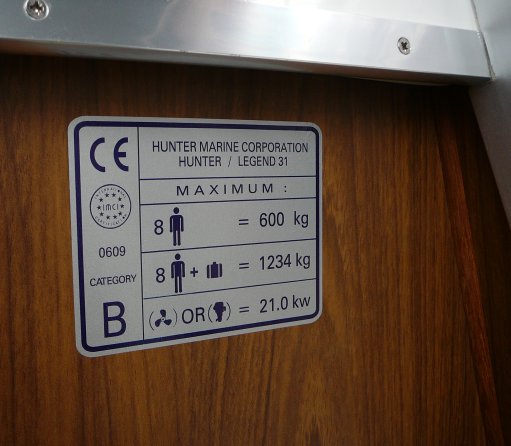 CE
IMCI
0609
CATEGORY
B
HUNTER MARINE CORPORATION
HUNTER / LEGEND 31
MAXIMUM :
8 = 600 kg
8 + = 1234 kg
( ) OR ( ) = 21.0 kw